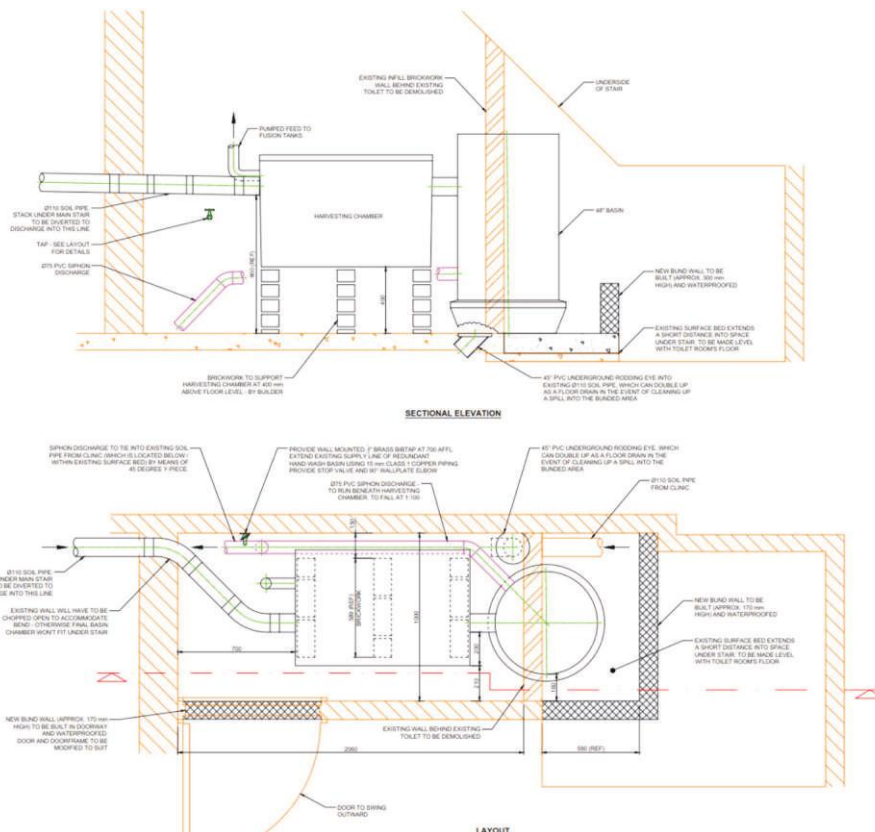 EXISTING INFILL BRICKWORK
WALL BEHIND EXISTING
TOILET TO BE DEMOLISHED
UNDERSIDE
OF STAIR
PUMPED FEED TO
FUSION TANKS
Ø110 SOIL PIPE.
STACK UNDER MAIN STAIR
TO BE DIVERTED TO
DISCHARGE INTO THIS LINE
HARVESTING CHAMBER
48" BASIN
TAP - SEE LAYOUT
FOR DETAILS
Ø75 PVC SIPHON
DISCHARGE
NEW BUND WALL TO BE
BUILT (APPROX. 300 mm
HIGH) AND WATERPROOFED
EXISTING SURFACE BED EXTENDS
A SHORT DISTANCE INTO SPACE
UNDER STAIR. TO BE MADE LEVEL
WITH TOILET ROOM'S FLOOR
BRICKWORK TO SUPPORT
HARVESTING CHAMBER AT 400 mm
ABOVE FLOOR LEVEL - BY BUILDER
45° PVC UNDERGROUND RODDING EYE INTO
EXISTING Ø110 SOIL PIPE, WHICH CAN DOUBLE UP
AS A FLOOR DRAIN IN THE EVENT OF CLEANING UP
A SPILL INTO THE BUNDED AREA
SECTIONAL ELEVATION
SIPHON DISCHARGE TO TIE INTO EXISTING SOIL
PIPE FROM CLINIC (WHICH IS LOCATED BELOW /
WITHIN EXISTING SURFACE BED) BY MEANS OF
45 DEGREE Y-PIECE
BRASS BIBTAP AT 700 AFFL.
EXTEND EXISTING SUPPLY LINE OF REDUNDANT
HAND WASH BASIN USING 15 mm CLASS 1 COPPER PIPING.
PROVIDE STOP VALVE AND 90° WALLPLATE ELBOW
45° PVC UNDERGROUND RODDING EYE, WHICH
CAN DOUBLE UP AS A FLOOR DRAIN IN THE
EVENT OF CLEANING UP A SPILL INTO THE
BUNDED AREA
Ø75 PVC SIPHON DISCHARGE -
TO RUN BENEATH HARVESTING
CHAMBER. TO FALL AT 1:100
Ø110 SOIL PIPE
FROM CLINIC
Ø110 SOIL PIPE.
UNDER MAIN STAIR
TO BE DIVERTED TO
GE INTO THIS LINE
EXISTING WALL WILL HAVE TO BE
CHOPPED OPEN TO ACCOMMODATE
BEND - OTHERWISE FINAL BASIN
CHAMBER WON'T FIT UNDER STAIR
BRICKWORK
700
NEW BUND WALL TO BE
BUILT (APPROX. 170 mm
HIGH) AND WATERPROOFED
EXISTING SURFACE BED EXTENDS
A SHORT DISTANCE INTO SPACE
UNDER STAIR. TO BE MADE LEVEL
WITH TOILET ROOM'S FLOOR
NEW BUND WALL (APPROX. 170 mm
HIGH) TO BE BUILT IN DOORWAY
AND WATERPROOFED.
DOOR AND DOORFRAME TO BE
MODIFIED TO SUIT
EXISTING WALL BEHIND EXISTING
TOILET TO BE DEMOLISHED
DOOR TO SWING
OUTWARD
LAYOUT